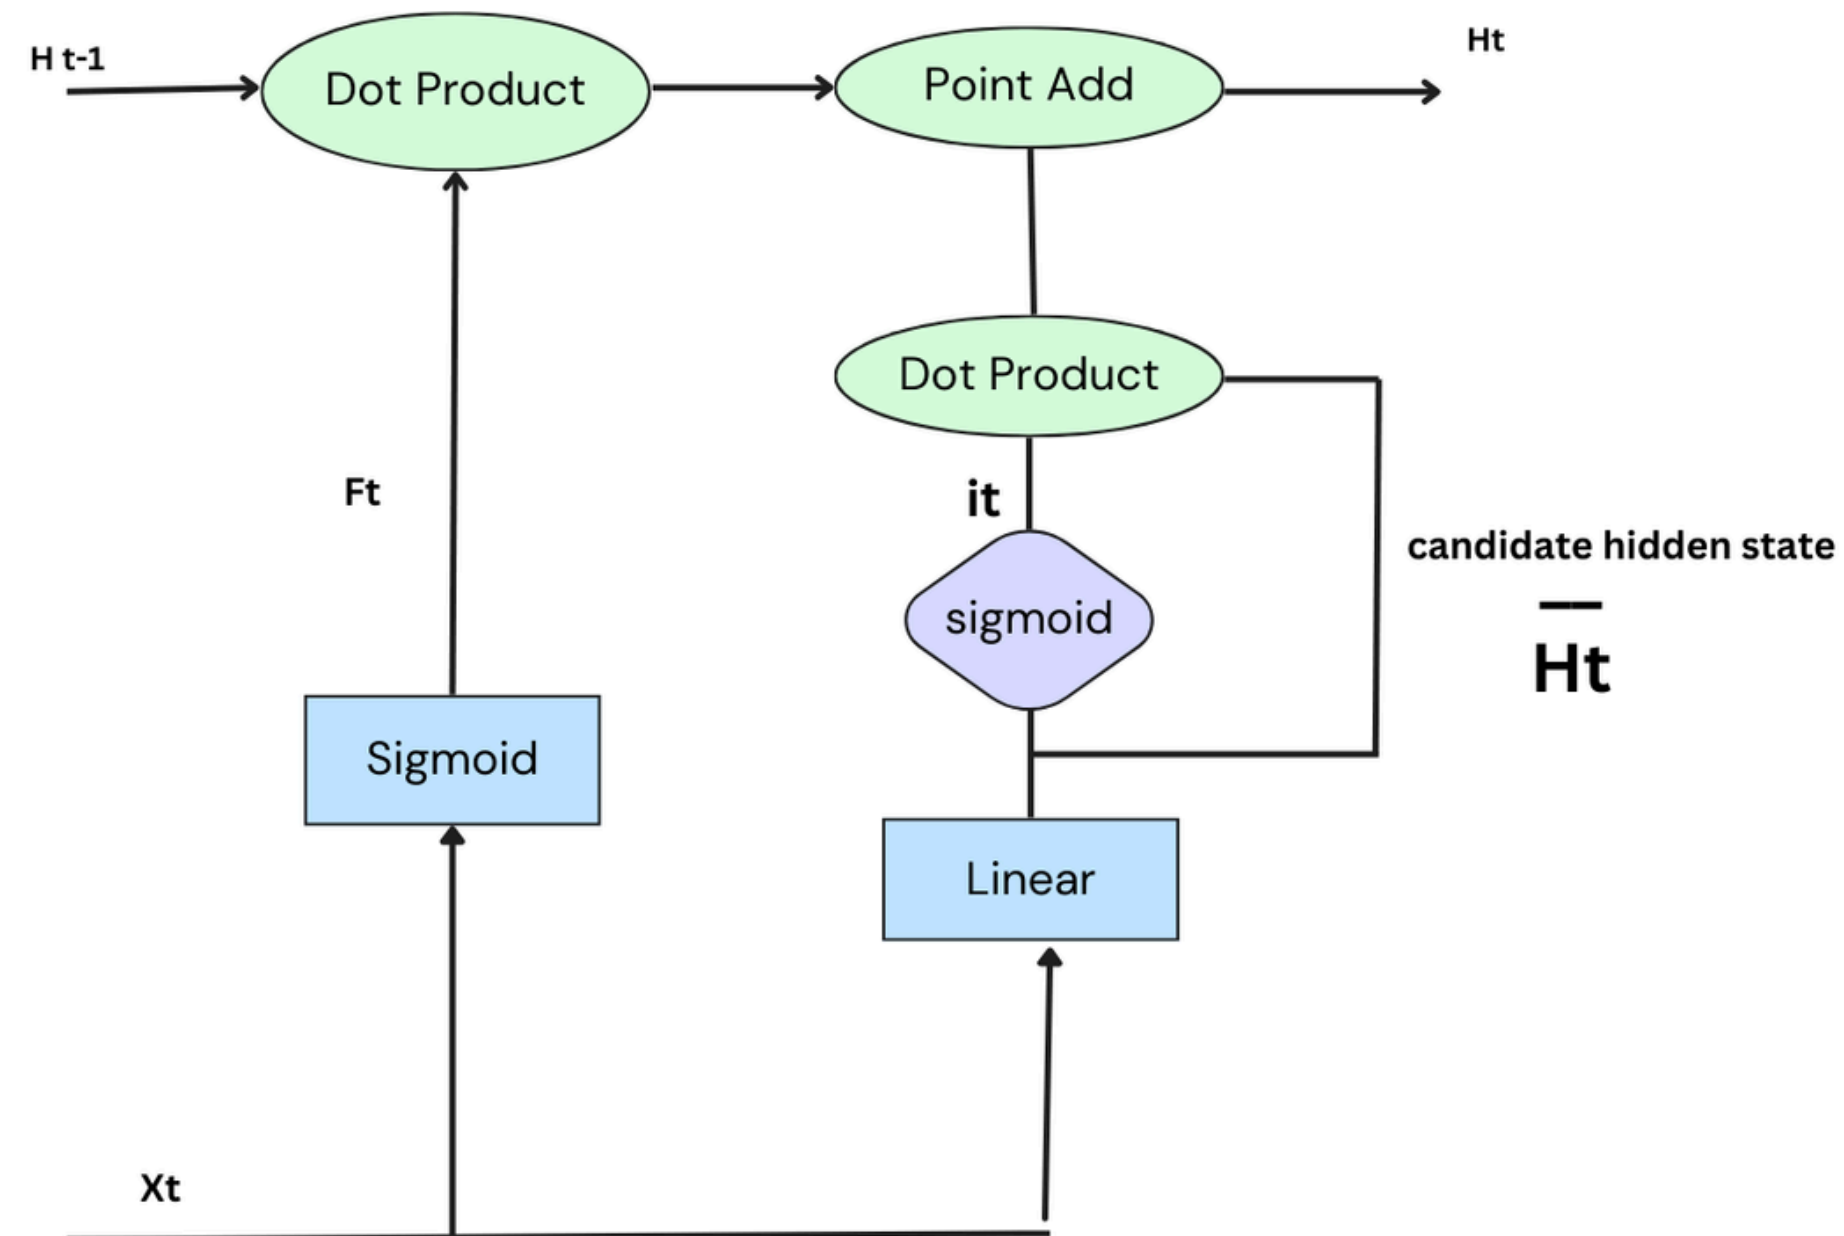 H t-1
Dot Product
Point Add
Ht
Dot Product
Ft
it
candidate hidden state
Ht
sigmoid
Sigmoid
Linear
Xt